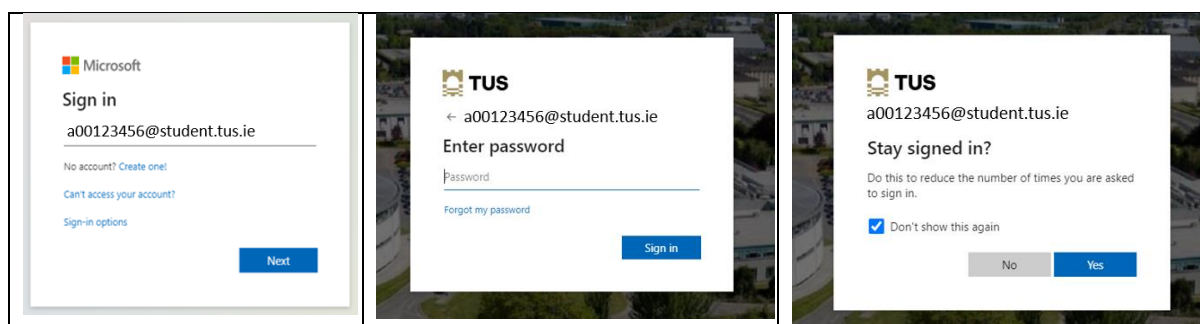 Microsoft
Sign in
a00123456@student.tus.ie
No account? Create one!
Can't access your account?
Sign-in options
Next
TUS
← a00123456@student.tus.ie
Enter password
Password
Forgot my password
Sign in
TUS
a00123456@student.tus.ie
Stay signed in?
Do this to reduce the number of times you are asked
to sign in.
Don't show this again
No
Yes